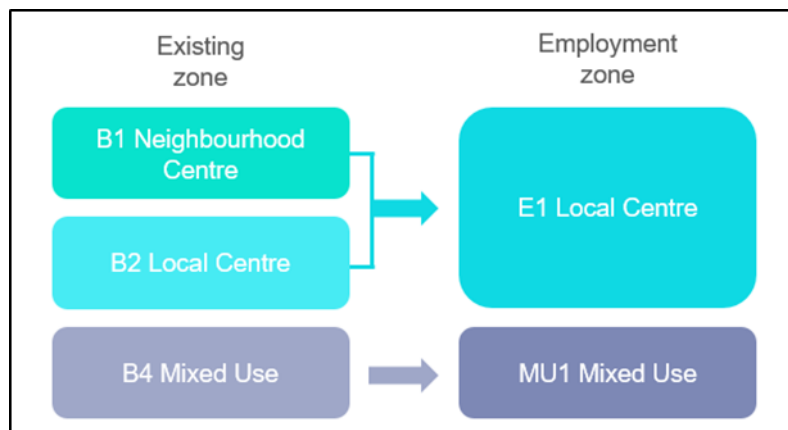 Existing
zone
Employment
zone
B1 Neighbourhood
Centre
B2 Local Centre
E1 Local Centre
B4 Mixed Use
MU1 Mixed Use